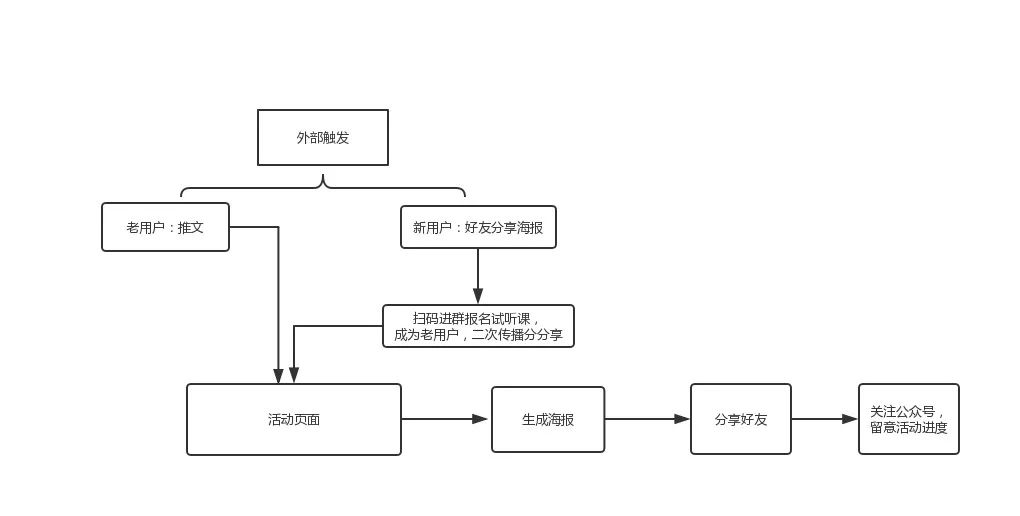 外部触发
老用户：推文
新用户：好友分享海报
扫码进群报名试听课，
成为老用户，二次传播分分享
活动页面
生成海报
分享好友
关注公众号，
留意活动进度